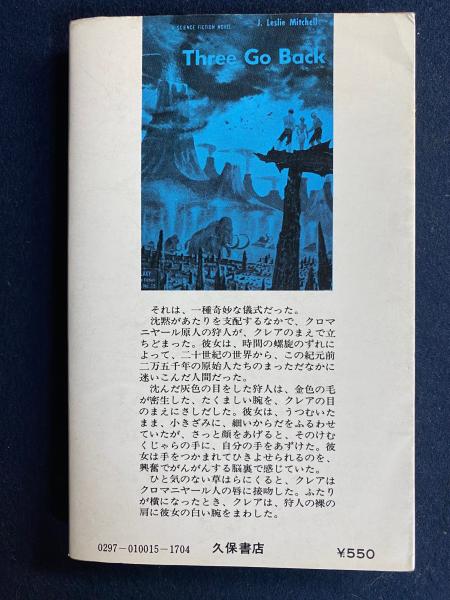 A SCIENCE FICTION NOVEL
J. Leslie Mitchell
Three Go Back
それは、一種奇妙な儀式だった。
沈黙があたりを支配するなかで、クロマ
ニヤール原人の狩人が、クレアのまえで立
ちどまった。彼女は、時間の螺旋のずれに
よって、二十世紀の世界から、この紀元前
二万五千年の原始人たちのまっただなかに
迷いこんだ人間だった。
沈んだ灰色の目をした狩人は、金色の毛
が密生した、たくましい腕を、クレアの目
のまえにさしだした。彼女は、うつむいた
まま、小きざみに、細いからだをふるわせ
ていたが、さっと顔をあげると、そのけむ
くじゃらの手に、自分の手をあずけた。彼
女は手をつかまれてひきよせられるのを、
興奮でがんがんする脳裏で感じていた。
ひと気のない草はらにくると、クレアは
クロマニヤール人の唇に接吻した。ふたり
が横になったとき、クレアは、狩人の裸の
肩に彼女の白い腕をまわした。
0297-010015-1704
久保書店
¥550